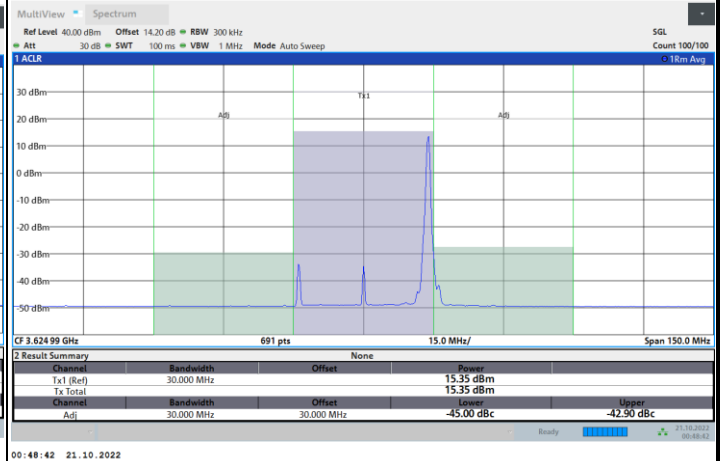 MultiView Spectrum
Ref Level 40.00 dBm Offset 14.20 dB RBW 300 kHz SGL
Att 30 dB SWT 100 ms VBW 1 MHz Mode Auto Sweep Count 100/100
1 ACLR 1Rm Avg
Tx1
30 dBm
Adj Adj
20 dBm
10 dBm
0 dBm
-10 dBm
-20 dBm
-30 dBm
-40 dBm
-50 dBm
CF 3.624 99 GHz 691 pts 15.0 MHz/ Span 150.0 MHz
2 Result Summary None
Channel Bandwidth Offset Power
Tx1 (Ref) 30.000 MHz 15.35 dBm
Tx Total 15.35 dBm
Channel Bandwidth Offset Lower Upper
Adj 30.000 MHz 30.000 MHz -45.00 dBc -42.90 dBc
Ready 21.10.2022
00:48:42
00:48:42 21.10.2022